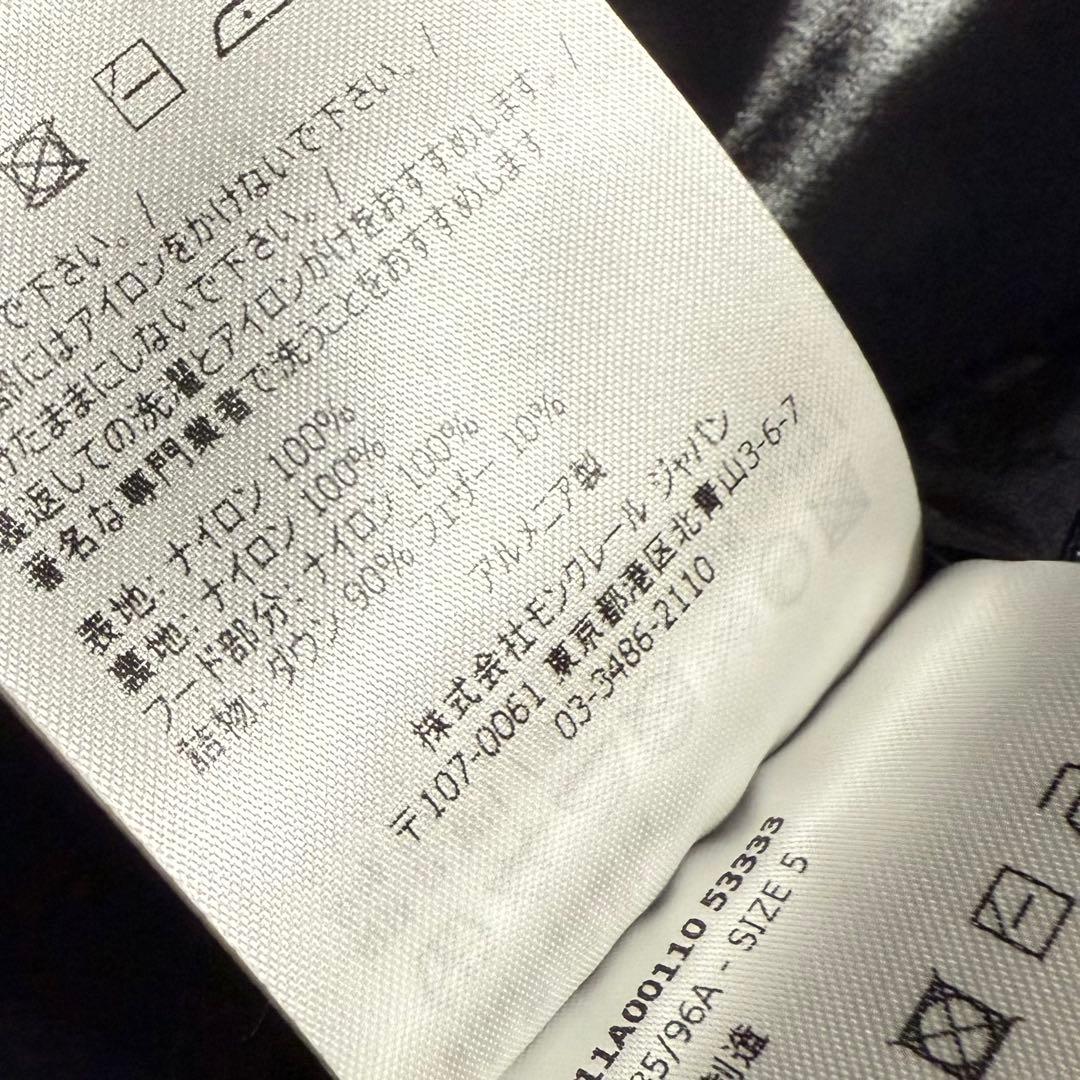 で下さい。/
部にはアイロンをかけないで下さい。/
けたままにしないで下さい。/
裏返しての洗濯とアイロンがけをおすすめします。/
著名な専門業者で洗うことをおすすめします
表地: ナイロン 100%
裏地: ナイロン 100%
フード部分: ナイロン 100%
詰物: ダウン 90% フェザー 10%
アルメニア製
株式会社モンクレール ジャパン
〒107-0061 東京都港区北青山3-6-7
03-3486-2110
11A00110 53333
85/96A - SIZE 5
制造